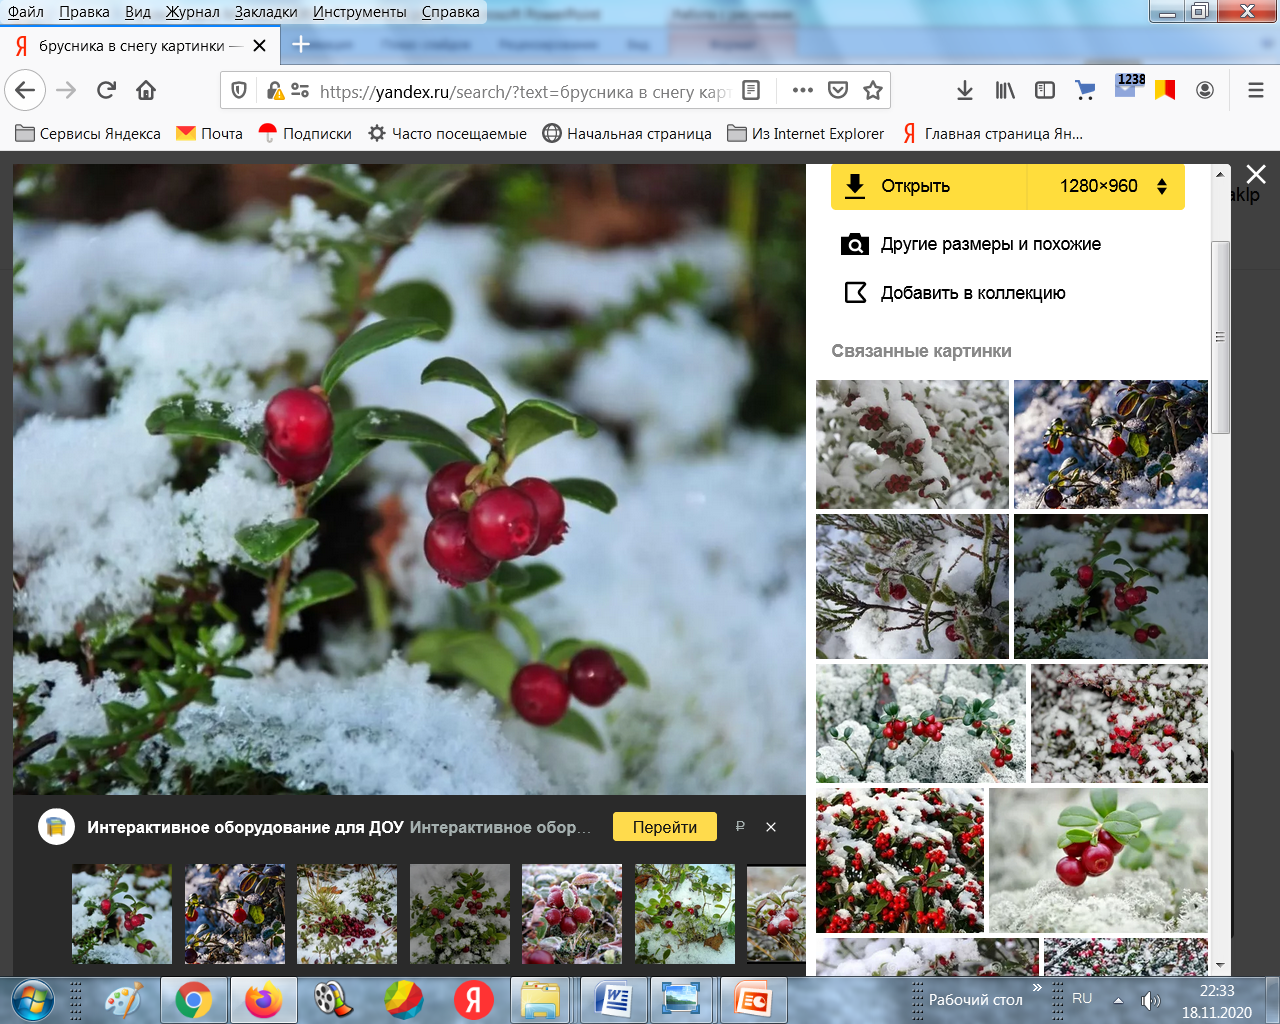 Файл Правка Вид Журнал Закладки Инструменты Справка
брусника в снегу картинки —
https://yandex.ru/search/?text=брусника в снегу карт
1238
Сервисы Яндекса Почта Подписки Часто посещаемые Начальная страница Из Internet Explorer Главная страница Ян...
Открыть 1280×960
aklp
Другие размеры и похожие
Добавить в коллекцию
Связанные картинки
Интерактивное оборудование для ДОУ Интерактивное обор...
Перейти
Рабочий стол
RU
22:33
18.11.2020